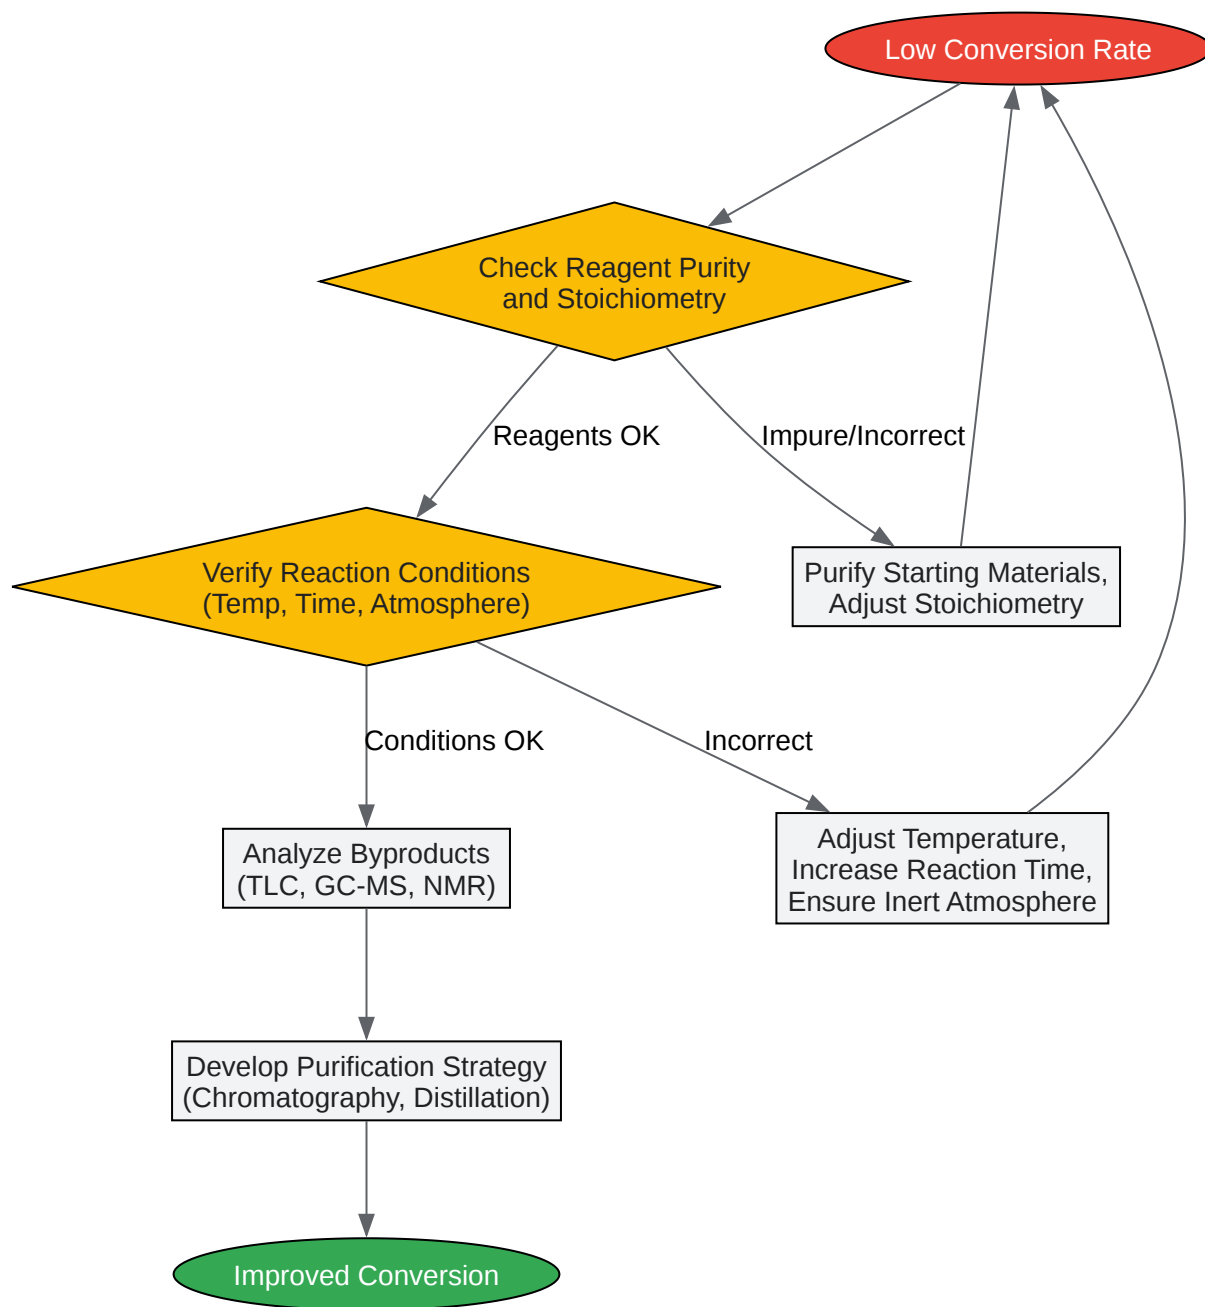 Low Conversion Rate
Check Reagent Purity
and Stoichiometry
Reagents OK
Impure/Incorrect
Verify Reaction Conditions
(Temp, Time, Atmosphere)
Purify Starting Materials,
Adjust Stoichiometry
Conditions OK
Incorrect
Analyze Byproducts
(TLC, GC-MS, NMR)
Adjust Temperature,
Increase Reaction Time,
Ensure Inert Atmosphere
Develop Purification Strategy
(Chromatography, Distillation)
Improved Conversion